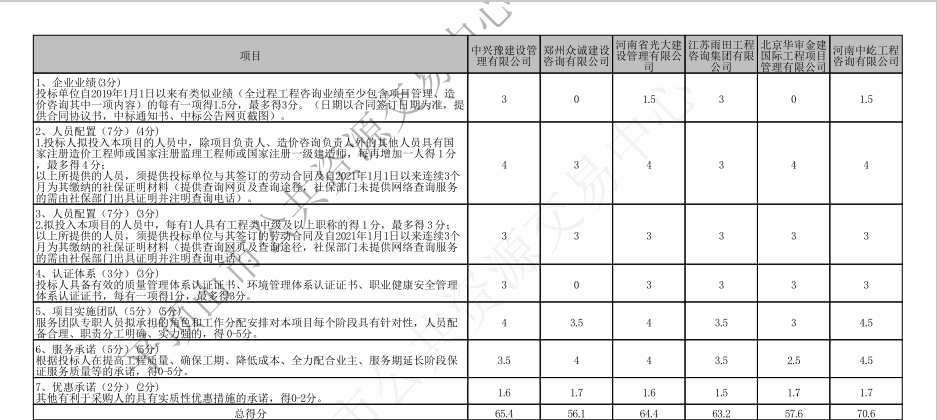 项目
中兴豫建设管
理有限公司
郑州众诚建设
咨询有限公司
河南省光大建
设管理有限公
司
江苏雨田工程
咨询集团有限
公司
北京华审金建
国际工程项目
管理有限公司
河南中屹工程
咨询有限公司
1、企业业绩(3分)
投标单位自2019年1月1日以来有类似业绩（全过程工程咨询业绩至少包含项目管理、造
价咨询其中一项内容）的每有一项得1.5分，最多得3分。（日期以合同签订日期为准，提
供合同协议书，中标通知书、中标公告网页截图）。
3 0 1.5 3 0 1.5
2、人员配置（7分）(4分)
1.投标人拟投入本项目的人员中，除项目负责人、造价咨询负责人外的其他人员具有国
家注册造价工程师或国家注册监理工程师或国家注册一级建造师，每再增加一人得1分
，最多得4分；
以上所提供的人员，须提供投标单位与其签订的劳动合同及自2021年1月1日以来连续3个
月为其缴纳的社保证明材料（提供查询网页及查询途径，社保部门未提供网络查询服务
的需由社保部门出具证明并注明查询电话）。
4 3 4 3 4 4
3、人员配置（7分）(3分)
2.拟投入本项目的人员中，每有1人具有工程类中级及以上职称的得1分，最多得3分；
以上所提供的人员，须提供投标单位与其签订的劳动合同及自2021年1月1日以来连续3个
月为其缴纳的社保证明材料（提供查询网页及查询途径，社保部门未提供网络查询服务
的需由社保部门出具证明并注明查询电话）。
3 3 3 3 3 3
4、认证体系（3分）(3分)
投标人具备有效的质量管理体系认证证书、环境管理体系认证证书、职业健康安全管理
体系认证证书，每有一项得1分，最多得3分。
3 0 3 3 3 3
5、项目实施团队（5分）(5分)
服务团队专职人员拟承担的角色和工作分配安排对本项目每个阶段具有针对性，人员配
备合理、职责分工明确、实力强的，得0-5分。
4 3.5 4 3.5 3 4.5
6、服务承诺（5分）(5分)
根据投标人在提高工程质量、确保工期、降低成本、全力配合业主、服务期延长阶段保
证服务质量等的承诺，得0-5分。
3.5 4 4 3.5 2.5 4.5
7、优惠承诺（2分）(2分)
其他有利于采购人的具有实质性优惠措施的承诺，得0-2分。
1.6 1.7 1.6 1.5 1.7 1.7
总得分 65.4 56.1 64.4 63.2 57.6 70.6
市公共资源交易中心
市公共资源交易中心